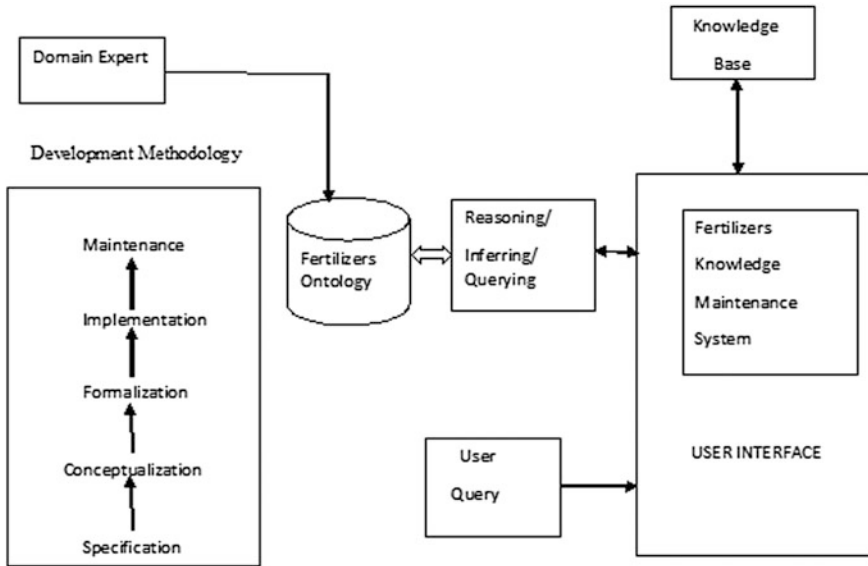 Domain Expert
Knowledge
Base
Development Methodology
Maintenance
Implementation
Formalization
Conceptualization
Specification
Fertilizers
Ontology
Reasoning/
Inferring/
Querying
Fertilizers
Knowledge
Maintenance
System
USER INTERFACE
User
Query